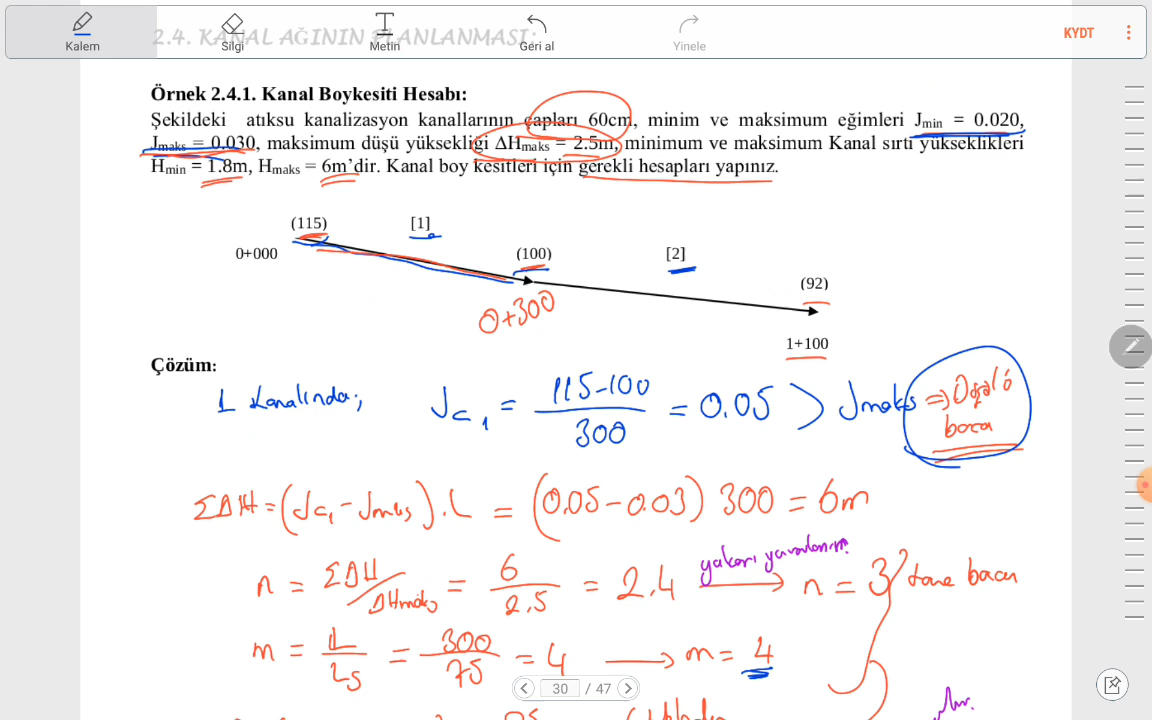 Kalem
Silgi
Metin
Geri al
Yinele
KYDT
2.4. KANAL AĞININ PLANLANMASI:
Örnek 2.4.1. Kanal Boykesiti Hesabı:
Şekildeki atıksu kanalizasyon kanallarının çapları 60cm, minim ve maksimum eğimleri Jmin = 0.020,
Jmaks = 0.030, maksimum düşü yüksekliği ΔHmaks = 2.5m, minimum ve maksimum Kanal sırtı yükseklikleri
Hmin = 1.8m, Hmaks = 6m’dir. Kanal boy kesitleri için gerekli hesapları yapınız.
(115)
[1]
0+000
(100)
[2]
(92)
0+300
1+100
Çözüm:
1 Kanalında; Jc1 = 115-100 / 300 = 0.05 > Jmaks => 
baca
ΣΔH = (Jc1 - Jmaks).L = (0.05-0.03) 300 = 6m
n = ΣΔH / ΔHmaks = 6 / 2.5 = 2.4 yukarı yuvarlanır. n = 3 tane baca
m = L / Ls = 300 / 75 = 4 → m = 4
30 / 47